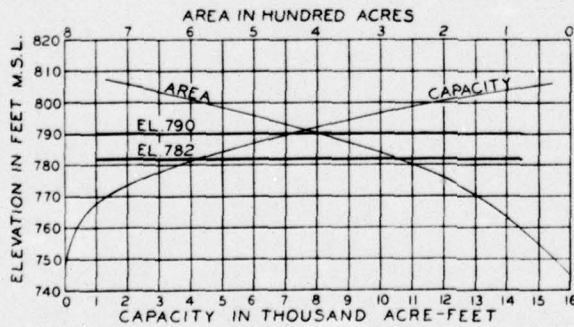 AREA IN HUNDRED ACRES
8 7 6 5 4 3 2 1 0
ELEVATION IN FEET M.S.L.
820
810
800
790
780
770
760
750
740
AREA
CAPACITY
EL.790
EL 782
0 1 2 3 4 5 6 7 8 9 10 11 12 13 14 15 16
CAPACITY IN THOUSAND ACRE-FEET